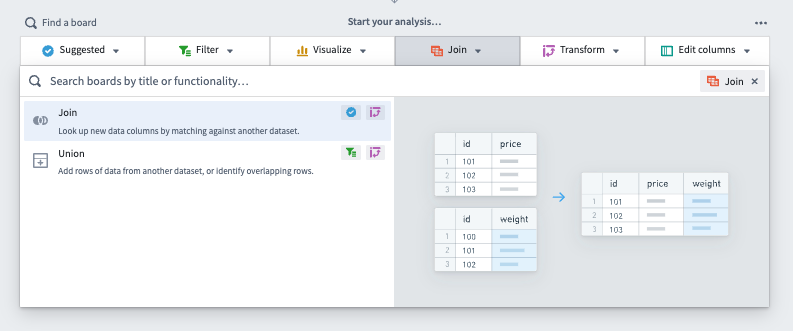 Find a board
Start your analysis...
Suggested
Filter
Visualize
Join
Transform
Edit columns
Search boards by title or functionality...
Join
Join
Look up new data columns by matching against another dataset.
Union
Add rows of data from another dataset, or identify overlapping rows.
id price
1 101
2 102
3 103
id weight
1 100
2 101
3 102
id price weight
1 101
2 102
3 103